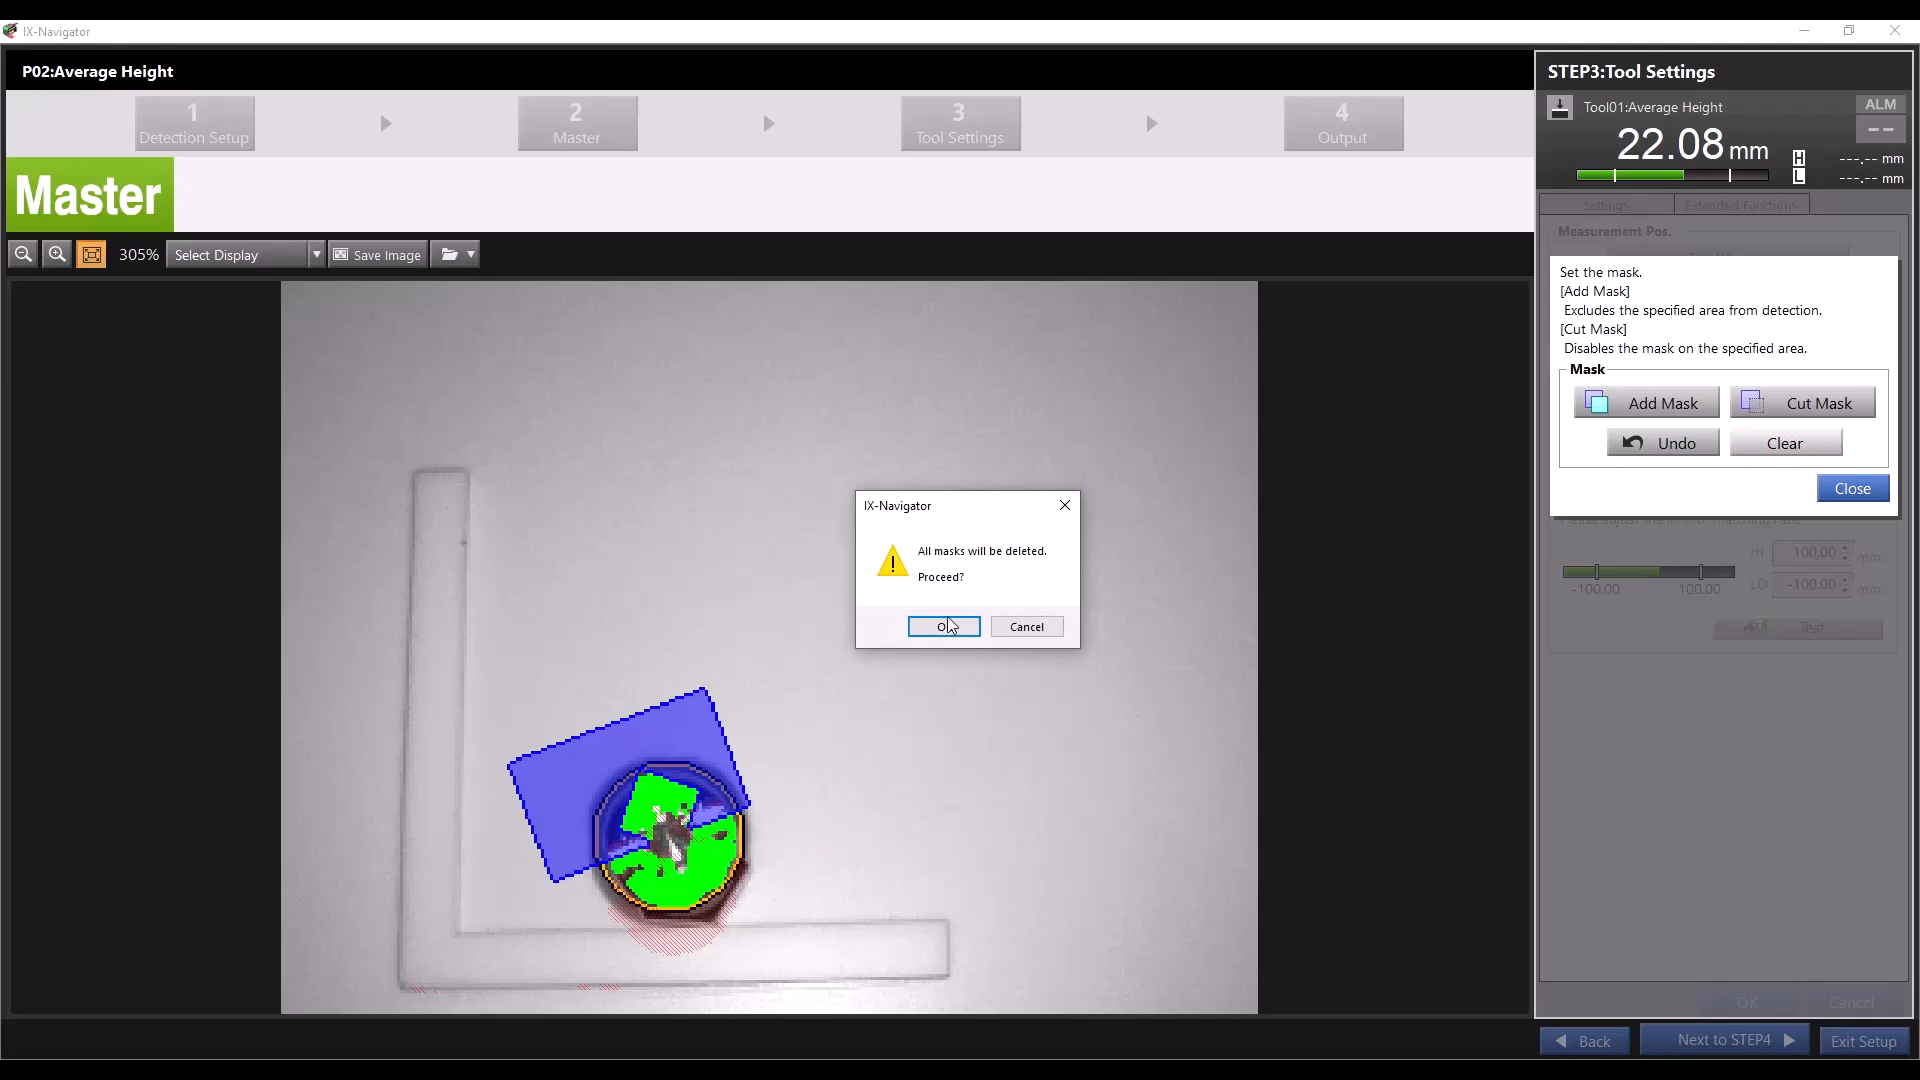 IX-Navigator
P02:Average Height
1
Detection Setup
2
Master
3
Tool Settings
4
Output
Master
305%
Select Display
Save Image
STEP3:Tool Settings
Tool01:Average Height
ALM
--
22.08 mm
H ---.-- mm
L ---.-- mm
Settings
Extended Functions
Measurement Pos.
Set the mask.
[Add Mask]
Excludes the specified area from detection.
[Cut Mask]
Disables the mask on the specified area.
Mask
Add Mask
Cut Mask
Undo
Clear
Close
HI 100.00 mm
LO -100.00 mm
-100.00 100.00
Test
IX-Navigator
All masks will be deleted.
Proceed?
Cancel
OK
Cancel
Back
Next to STEP4
Exit Setup